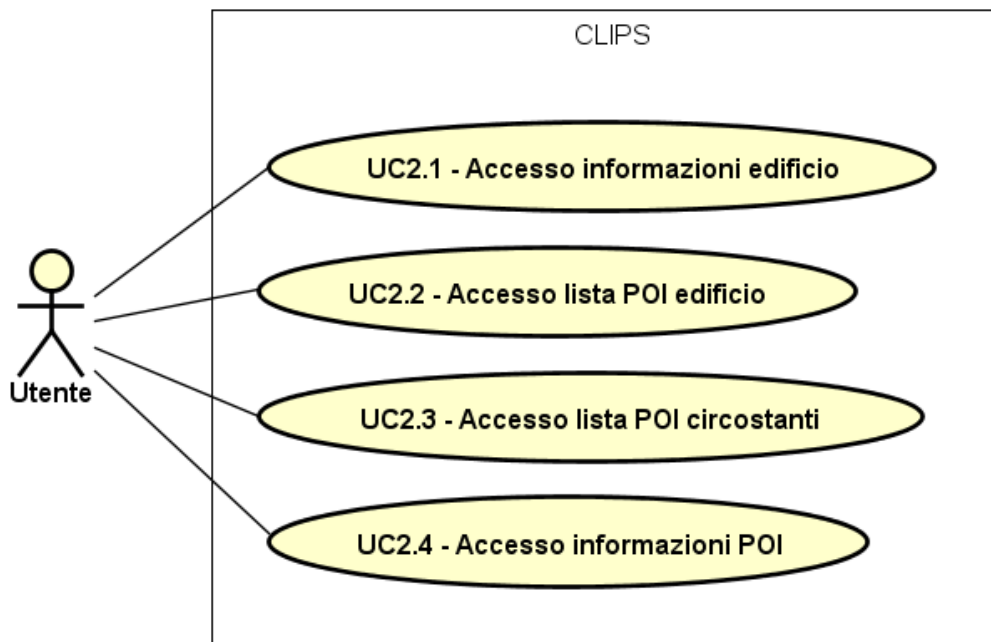 CLIPS
UC2.1 - Accesso informazioni edificio
UC2.2 - Accesso lista POI edificio
Utente
UC2.3 - Accesso lista POI circostanti
UC2.4 - Accesso informazioni POI